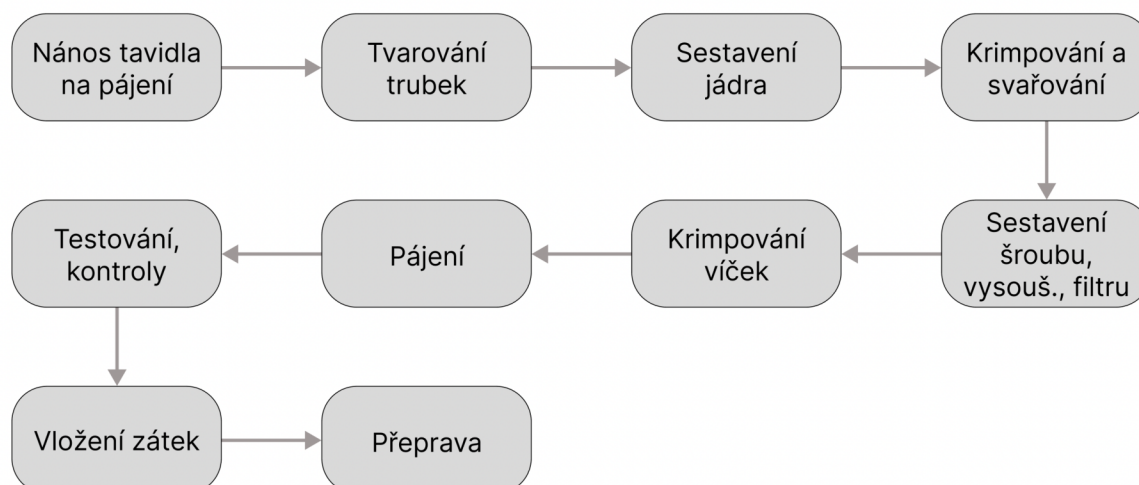 Nános tavidla
na pájení
Tvarování
trubek
Sestavení
jádra
Krimpování a
svařování
Sestavení
šroubu,
vysouš., filtru
Krimpování
víček
Pájení
Testování,
kontroly
Vložení zátek
Přeprava